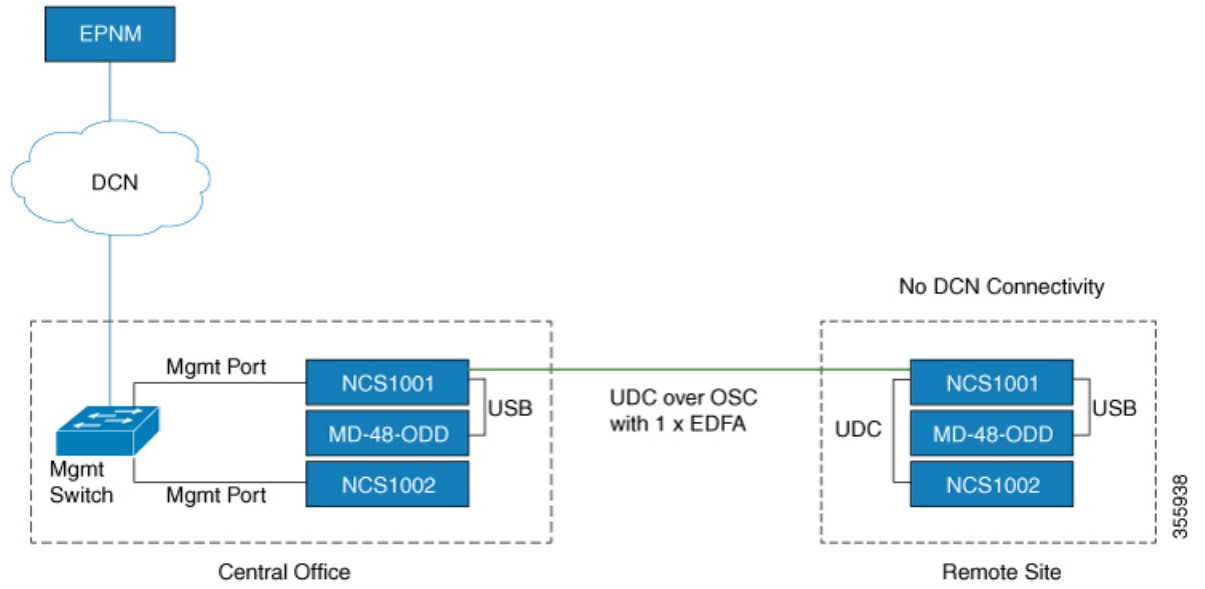 EPNM
DCN
No DCN Connectivity
Mgmt Port
NCS1001
MD-48-ODD
NCS1002
USB
Mgmt
Switch
Mgmt Port
UDC over OSC
with 1 x EDFA
UDC
NCS1001
MD-48-ODD
NCS1002
USB
355938
Central Office
Remote Site